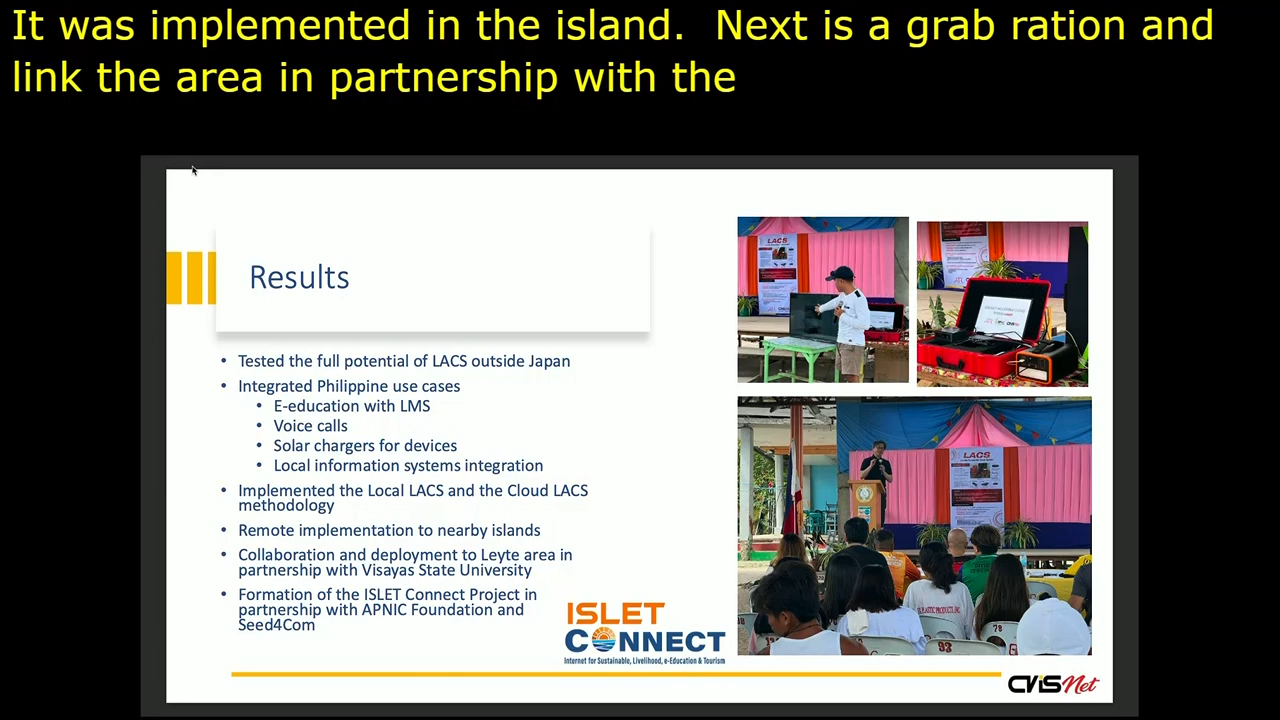 It was implemented in the island.  Next is a grab ration and
link the area in partnership with the
Results
• Tested the full potential of LACS outside Japan
• Integrated Philippine use cases
• E-education with LMS
• Voice calls
• Solar chargers for devices
• Local information systems integration
• Implemented the Local LACS and the Cloud LACS
methodology
• Remote implementation to nearby islands
• Collaboration and deployment to Leyte area in
partnership with Visayas State University
• Formation of the ISLET Connect Project in
partnership with APNIC Foundation and
Seed4Com
ISLET
CONNECT
Internet for Sustainable, Livelihood, e-Education & Tourism
LACS
LACS
78
93
CViSNet